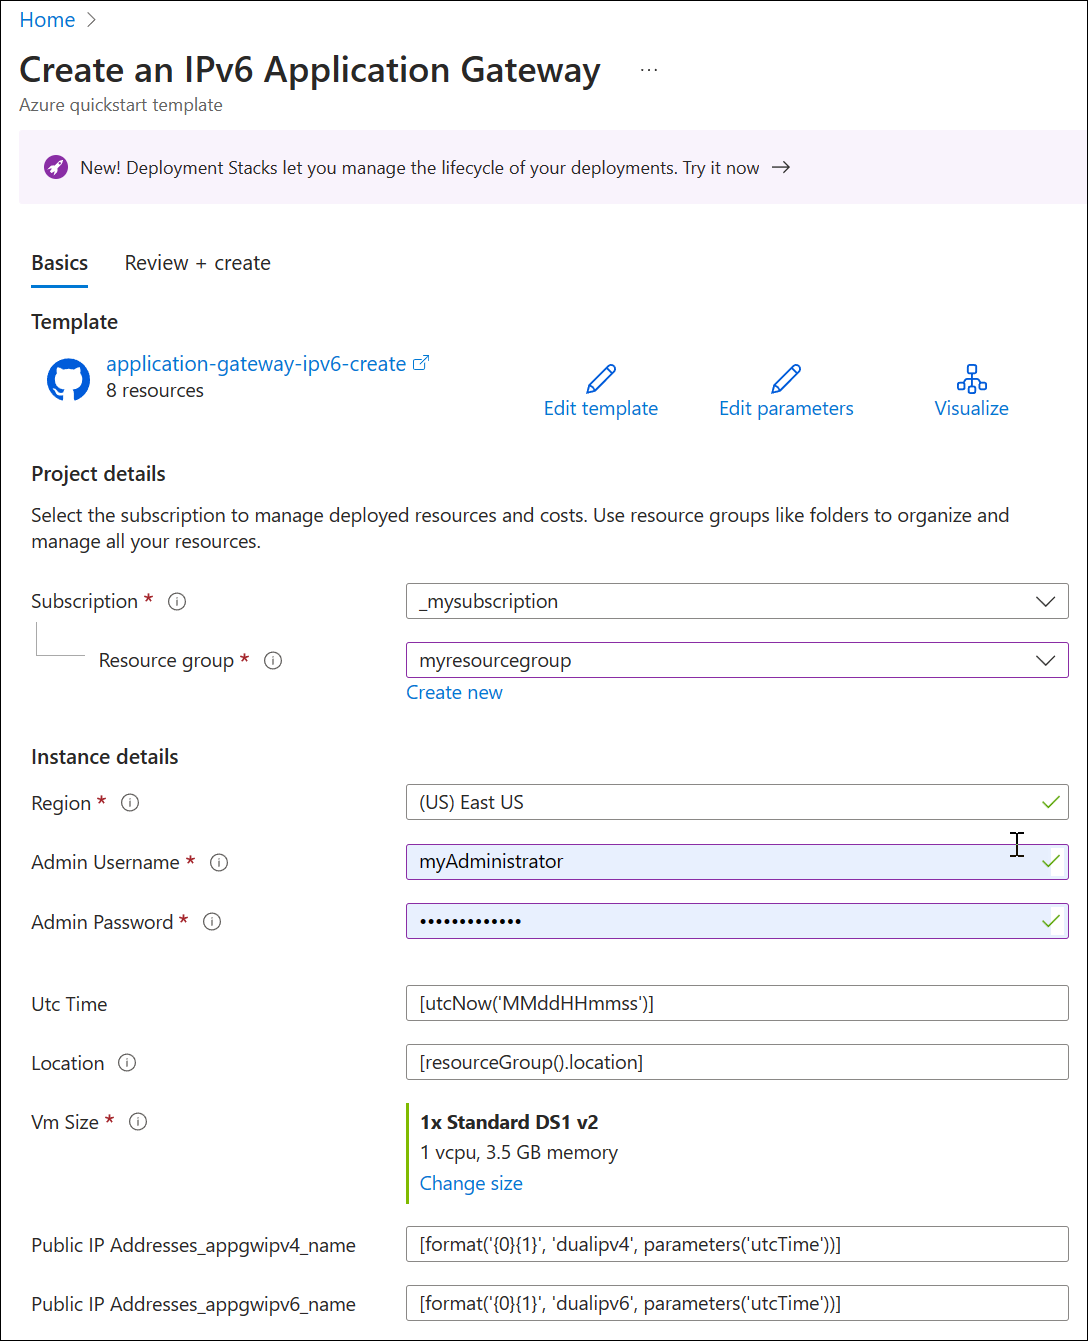 Home >
Create an IPv6 Application Gateway ...
Azure quickstart template
New! Deployment Stacks let you manage the lifecycle of your deployments. Try it now →
Basics Review + create
Template
application-gateway-ipv6-create
8 resources
Edit template Edit parameters Visualize
Project details
Select the subscription to manage deployed resources and costs. Use resource groups like folders to organize and
manage all your resources.
Subscription * _mysubscription
Resource group * myresourcegroup
Create new
Instance details
Region * (US) East US
Admin Username * myAdministrator
Admin Password * •••••••••••••
Utc Time [utcNow('MMddHHmmss')]
Location [resourceGroup().location]
Vm Size * 1x Standard DS1 v2
1 vcpu, 3.5 GB memory
Change size
Public IP Addresses_appgwipv4_name [format('{0}{1}', 'dualipv4', parameters('utcTime'))]
Public IP Addresses_appgwipv6_name [format('{0}{1}', 'dualipv6', parameters('utcTime'))]